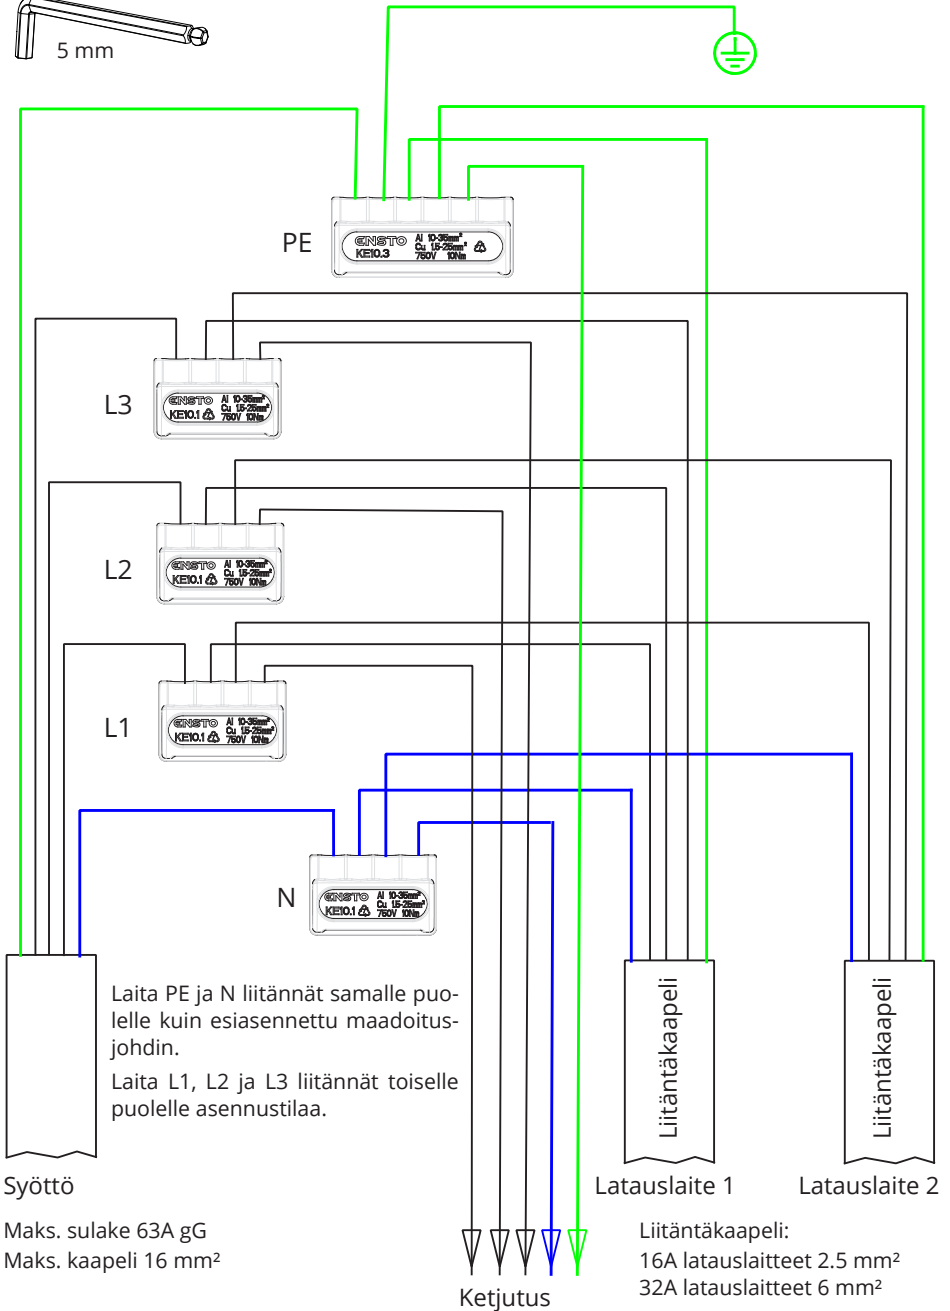 5 mm
PE
ENSTO
KE10.3
Al 10-35mm²
Cu 1.5-25mm²
750V 10Nm
L3
ENSTO
KE10.1
Al 10-35mm²
Cu 1.5-25mm²
750V 10Nm
L2
ENSTO
KE10.1
Al 10-35mm²
Cu 1.5-25mm²
750V 10Nm
L1
ENSTO
KE10.1
Al 10-35mm²
Cu 1.5-25mm²
750V 10Nm
N
ENSTO
KE10.1
Al 10-35mm²
Cu 1.5-25mm²
750V 10Nm
Laita PE ja N liitännät samalle puo-
lelle kuin esiasennettu maadoitus-
johdin.
Laita L1, L2 ja L3 liitännät toiselle
puolelle asennustilaa.
Liitäntäkaapeli
Liitäntäkaapeli
Syöttö
Latauslaite 1
Latauslaite 2
Maks. sulake 63A gG
Maks. kaapeli 16 mm²
Ketjutus
Liitäntäkaapeli:
16A latauslaitteet 2.5 mm²
32A latauslaitteet 6 mm²